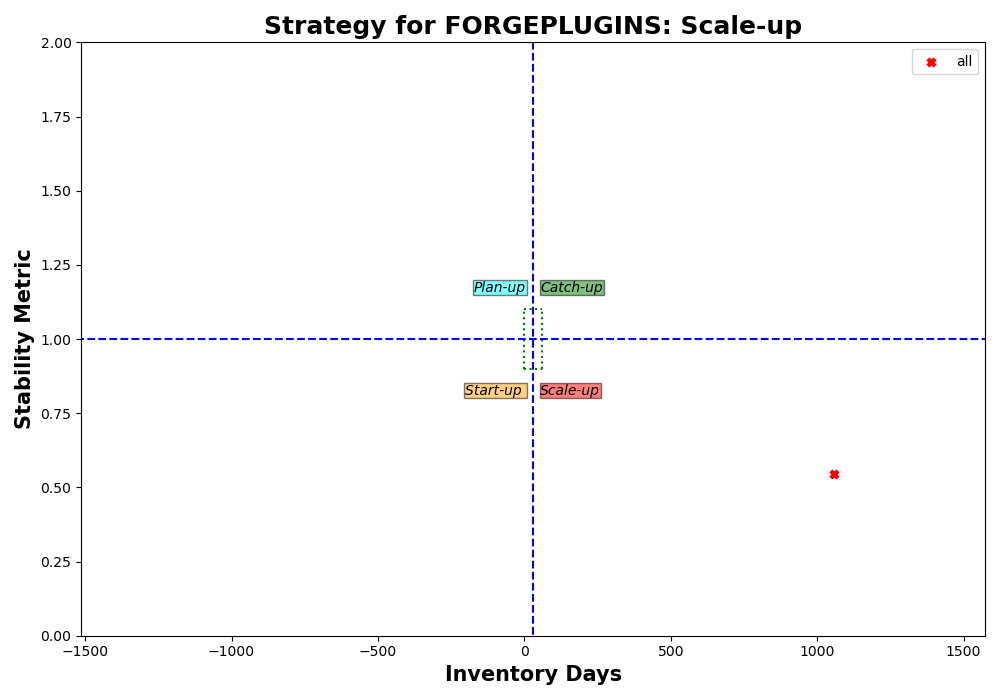 Strategy for FORGEPLUGINS: Scale-up
all
2.00
1.75
1.50
1.25
1.00
0.75
0.50
0.25
0.00
Stability Metric
Plan-up
Catch-up
Start-up
Scale-up
−1500
−1000
−500
0
500
1000
1500
Inventory Days